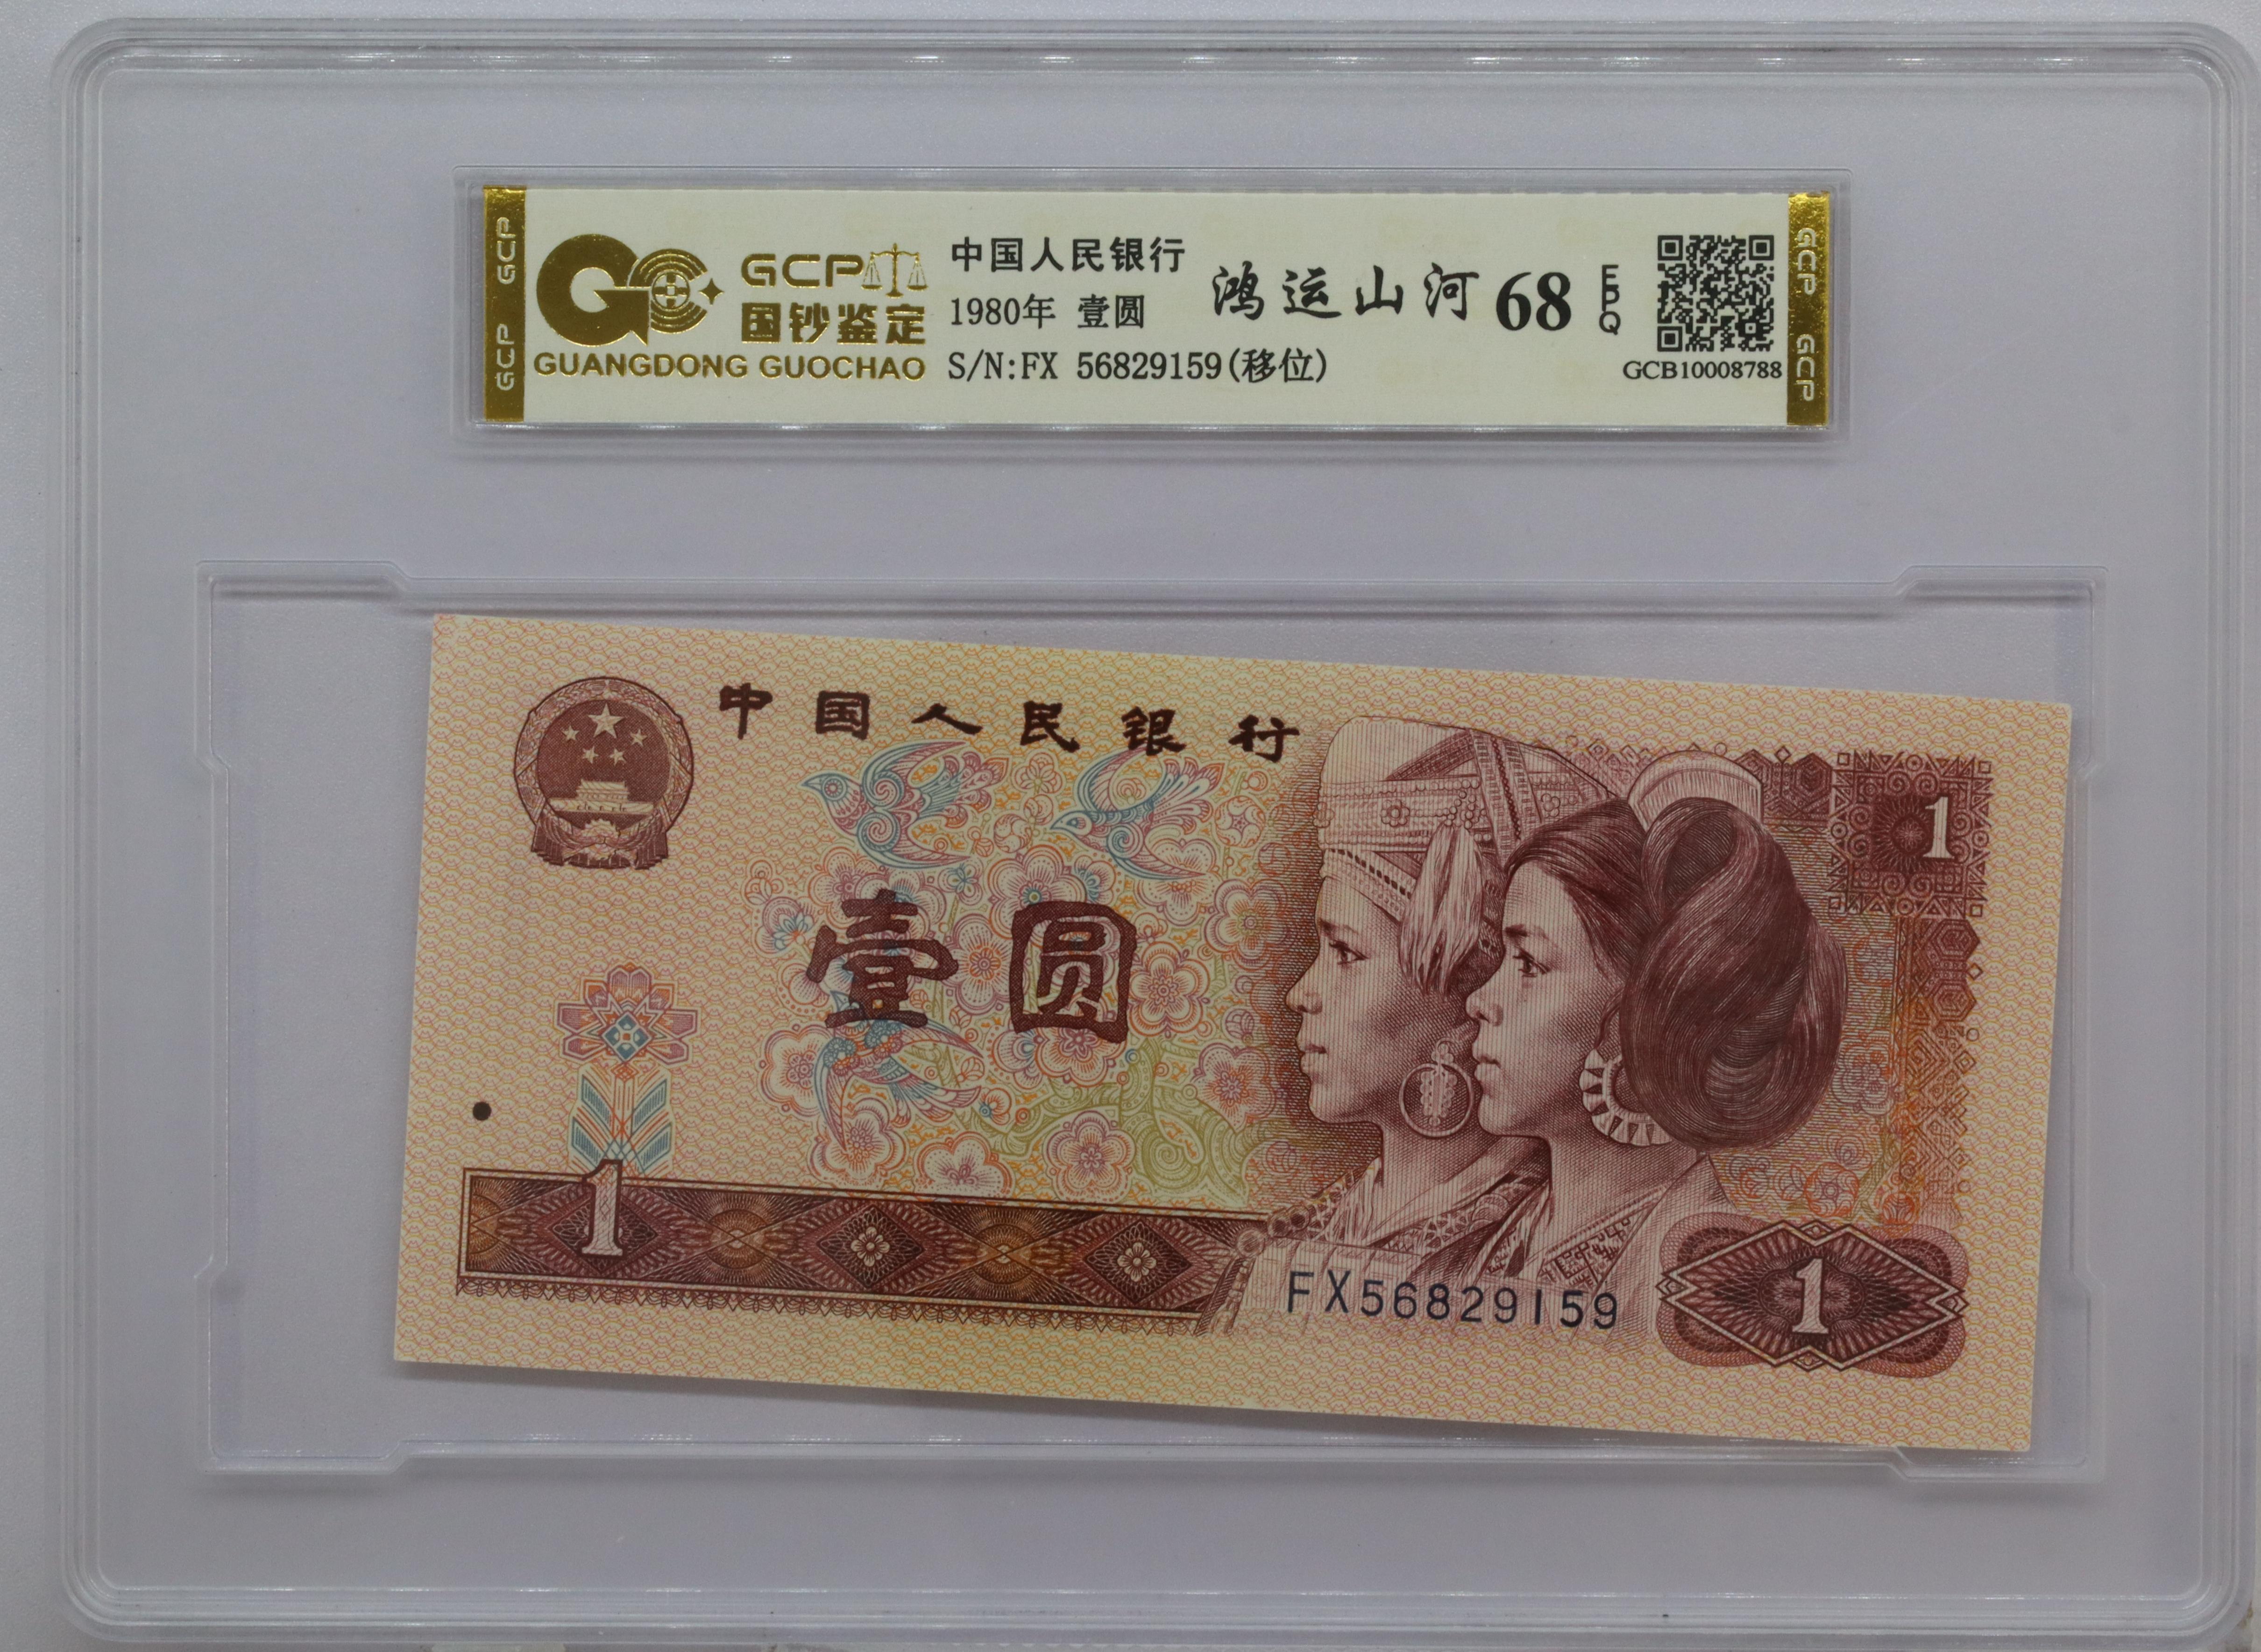 GCP GCP
GCP
国钞鉴定
GUANGDONG GUOCHAO
中国人民银行
1980年 壹圆
S/N:FX 56829159(移位)
鸿运山河 68 EPQ
GCB10008788
GCP GCP
中国人民银行
1
壹圆
1
FX56829159
1